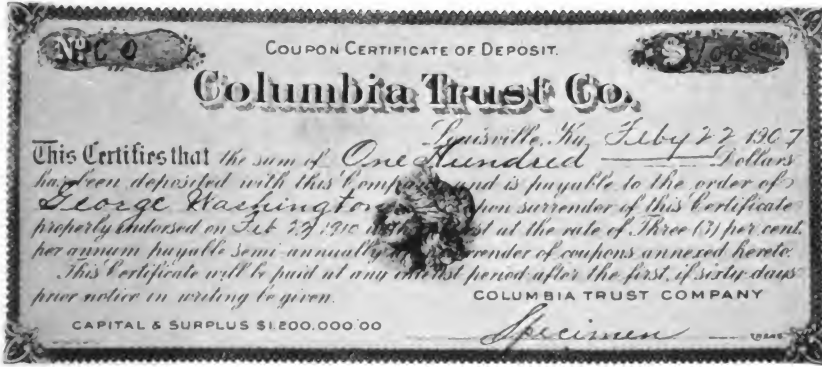 No. C 0
COUPON CERTIFICATE OF DEPOSIT.
$100
Columbia Trust Co.
Louisville, Ky. Feby 22 1907
This Certifies that the sum of One Hundred Dollars
has been deposited with this Company and is payable to the order of
George Washington upon surrender of this Certificate
properly endorsed on Feb 22 1910 at the rate of Three (3) per cent.
per annum payable semi-annually render of coupons annexed hereto.
This Certificate will be paid at any interest period after the first, if sixty days
prior notice in writing be given.
COLUMBIA TRUST COMPANY
CAPITAL & SURPLUS $1.200.000.00
Specimen TREAS.